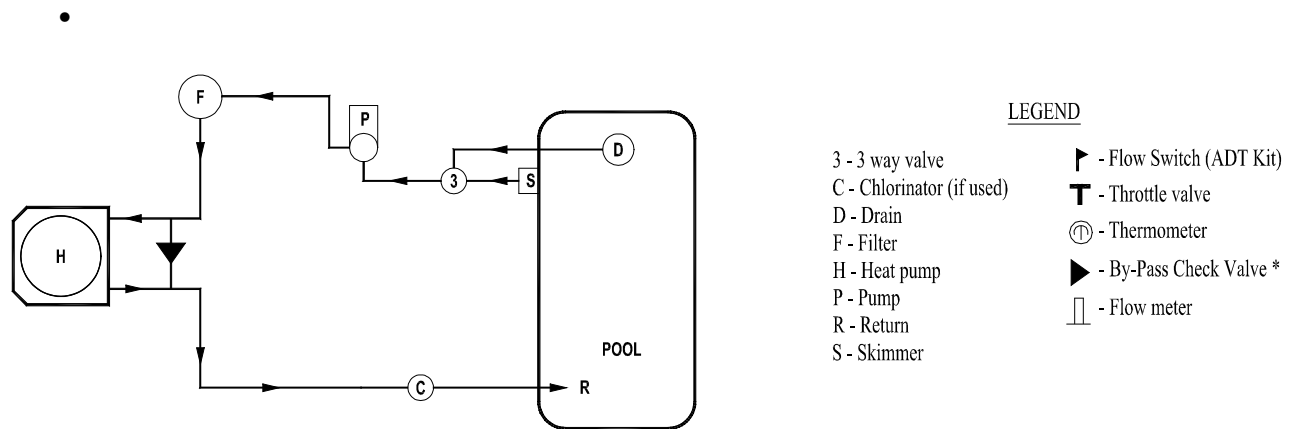 F
P
D
3
S
H
POOL
C
R
LEGEND
3 - 3 way valve
C - Chlorinator (if used)
D - Drain
F - Filter
H - Heat pump
P - Pump
R - Return
S - Skimmer
- Flow Switch (ADT Kit)
- Throttle valve
- Thermometer
- By-Pass Check Valve *
- Flow meter